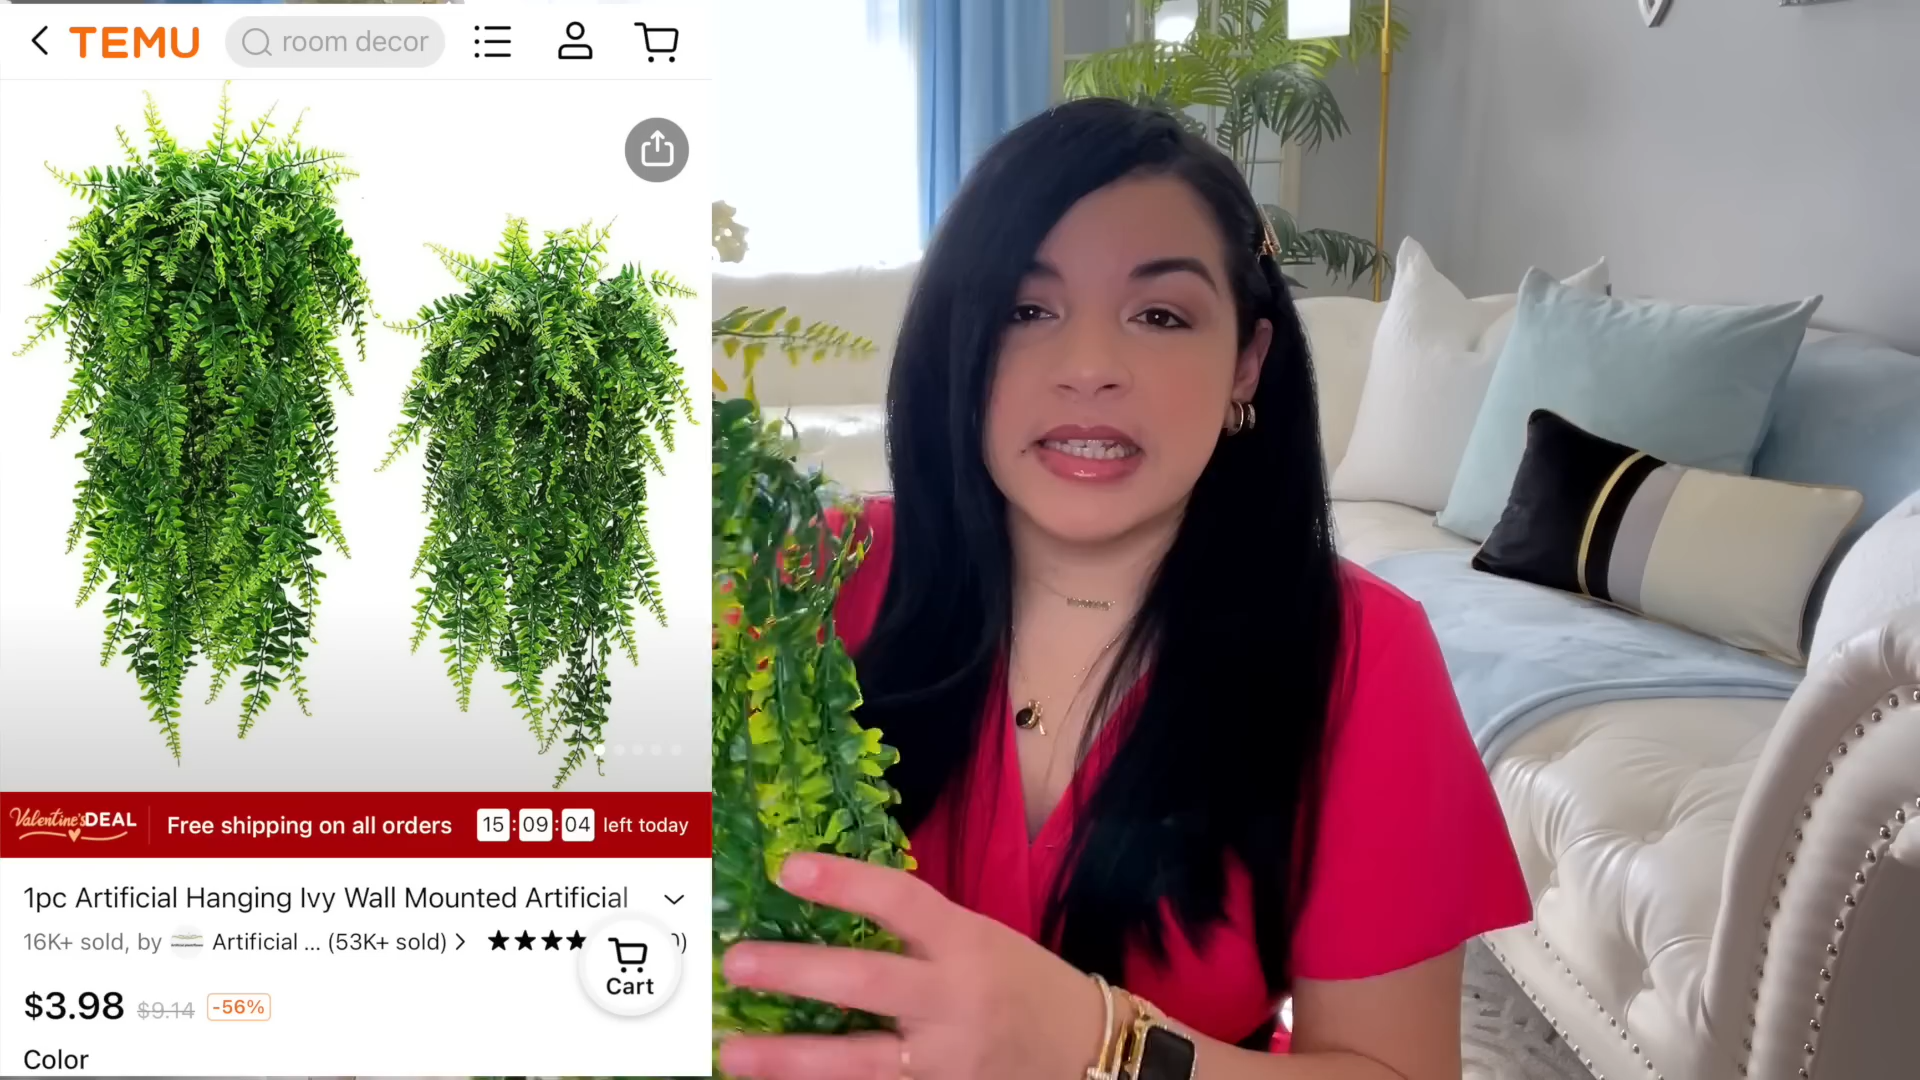 TEMU
room decor
Valentine's DEAL
Free shipping on all orders
15:09:04 left today
1pc Artificial Hanging Ivy Wall Mounted Artificial
16K+ sold, by Artificial ... (53K+ sold)
Cart
$3.98 $9.14 -56%
Color